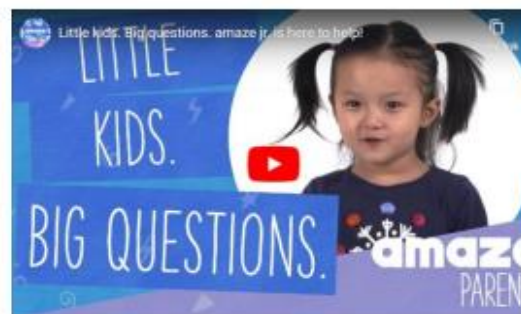 Little kids. Big questions. amaze jr. is here to help!
LITTLE
KIDS.
BIG QUESTIONS.
amaze
PAREN